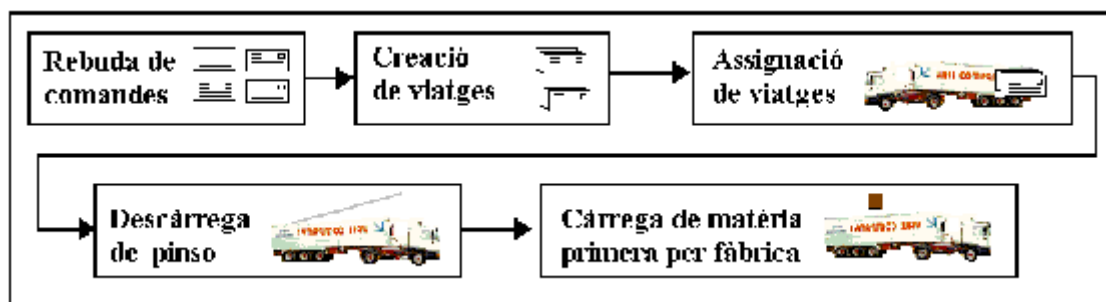 Rebuda de
comandes
Creació
de viatges
Assignació
de viatges
Descàrrega
de pinso
Càrrega de matèria
primera per fàbrica